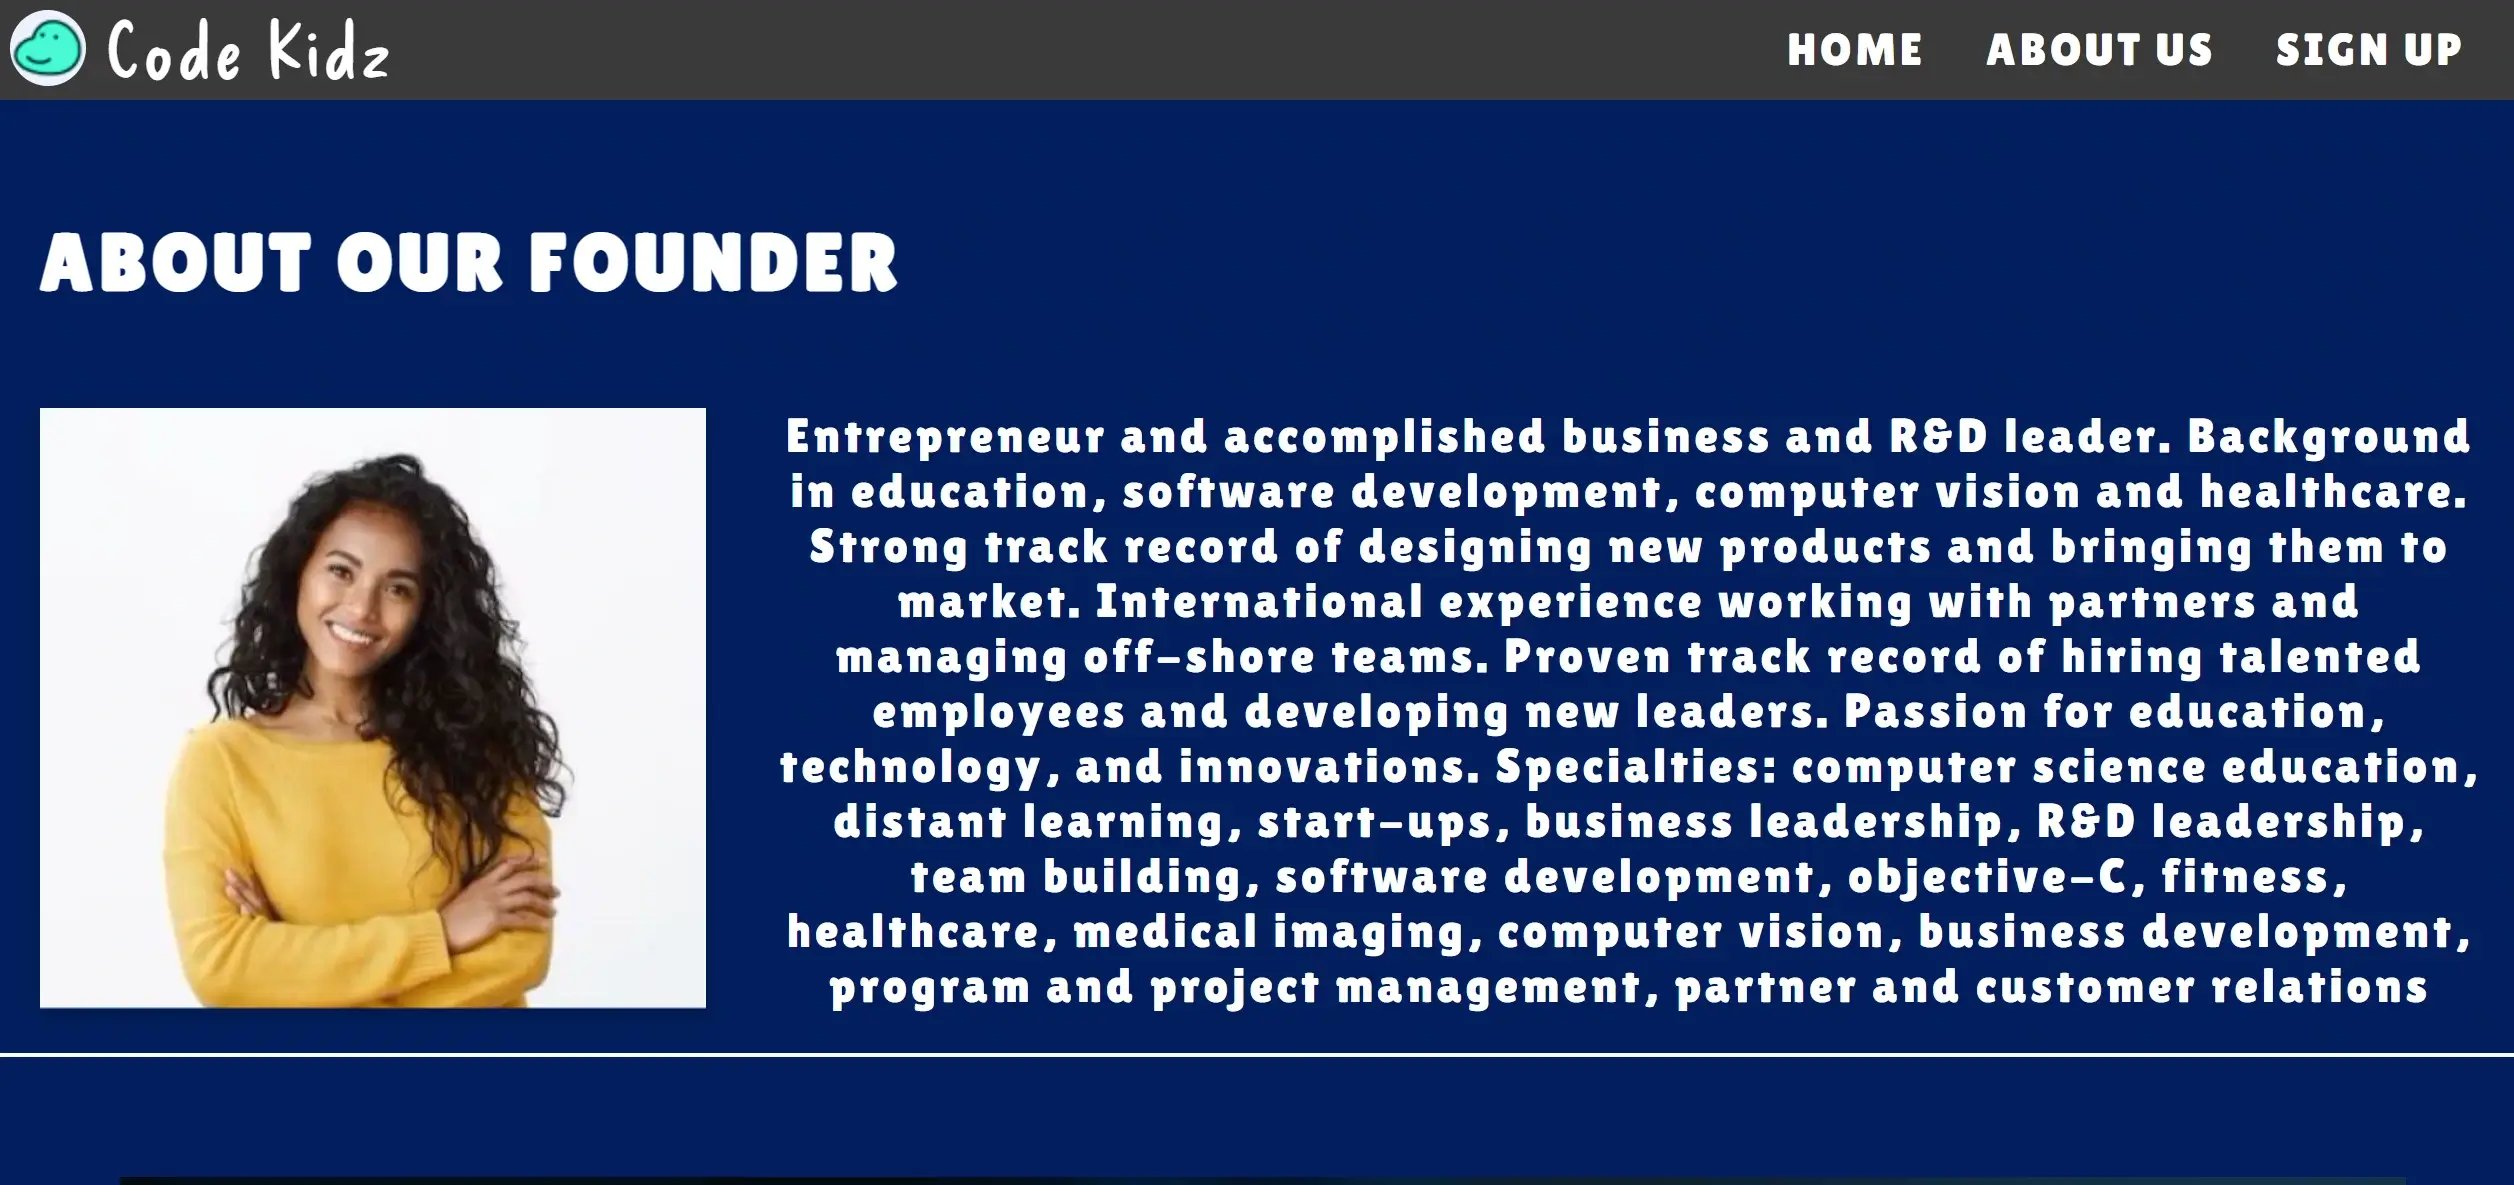 Code Kidz
HOME ABOUT US SIGN UP
ABOUT OUR FOUNDER
Entrepreneur and accomplished business and R&D leader. Background
in education, software development, computer vision and healthcare.
Strong track record of designing new products and bringing them to
market. International experience working with partners and
managing off-shore teams. Proven track record of hiring talented
employees and developing new leaders. Passion for education,
technology, and innovations. Specialties: computer science education,
distant learning, start-ups, business leadership, R&D leadership,
team building, software development, objective-C, fitness,
healthcare, medical imaging, computer vision, business development,
program and project management, partner and customer relations